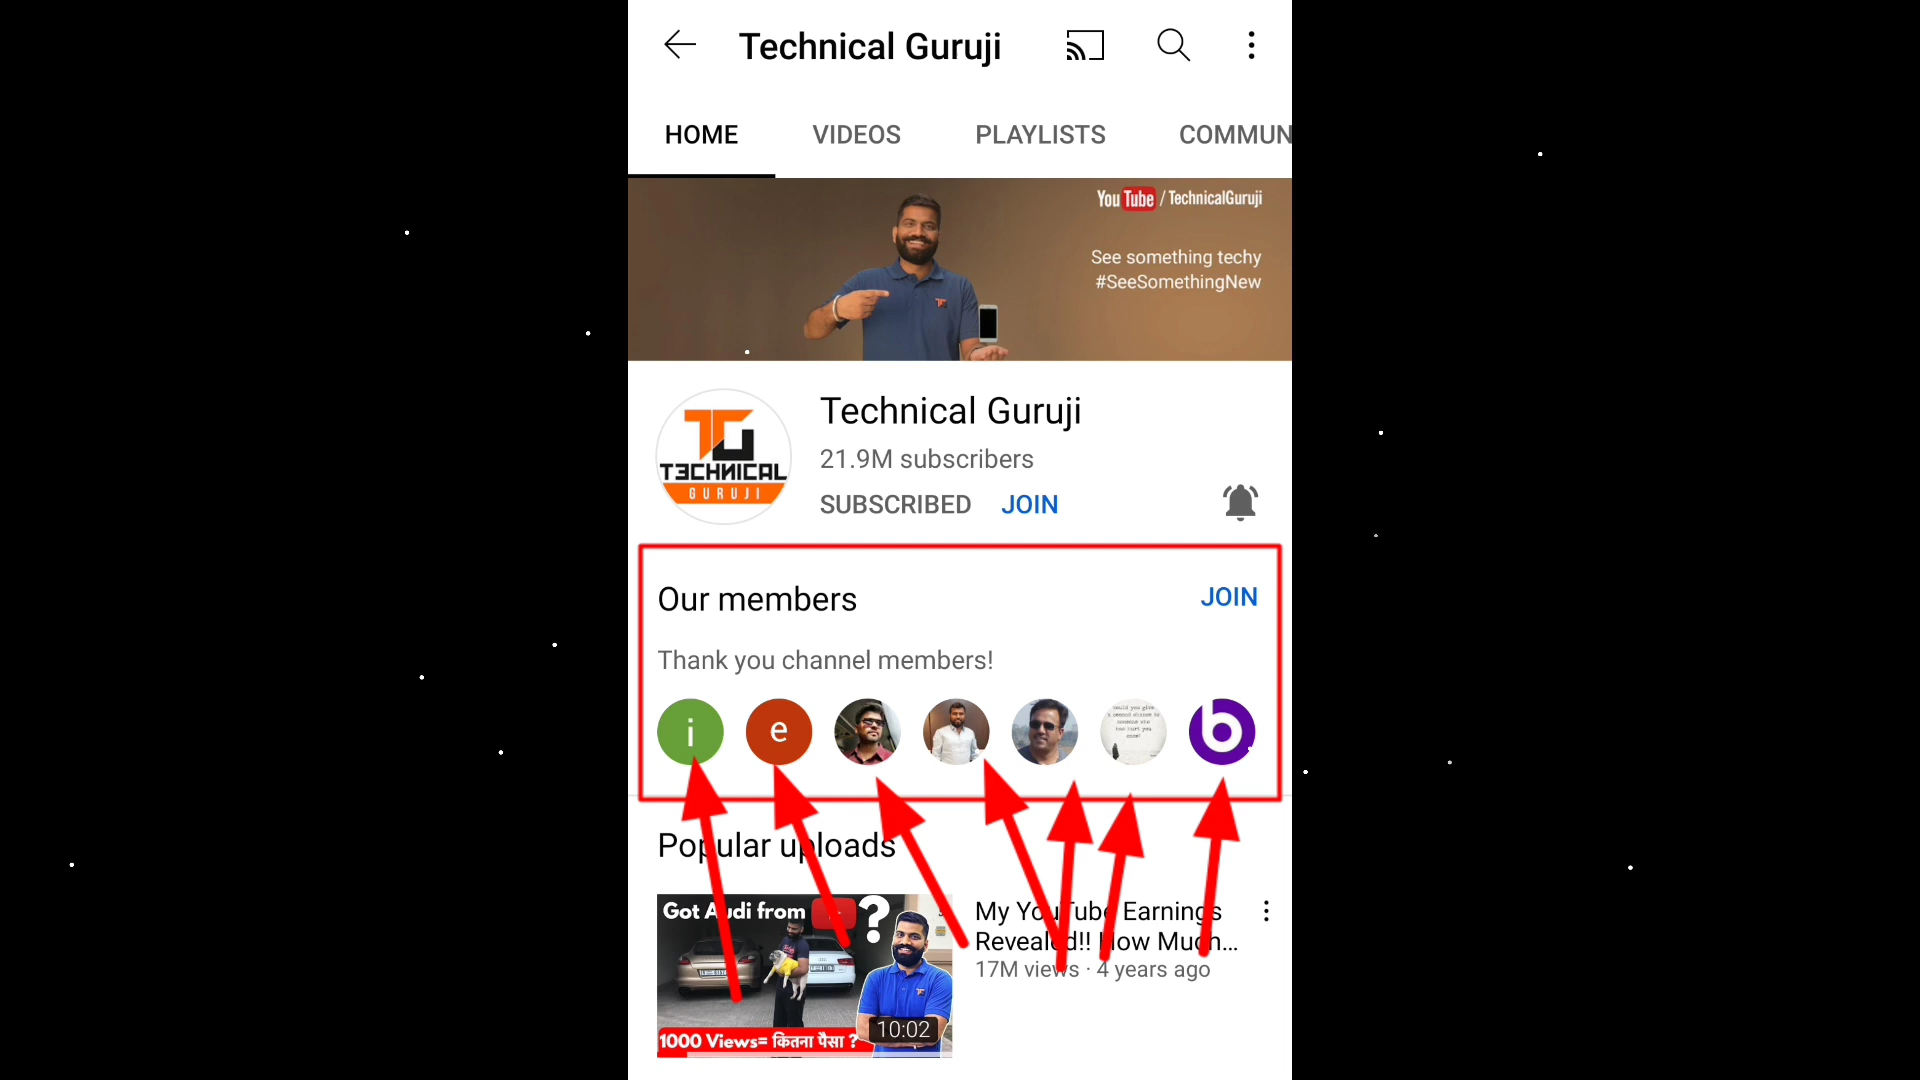 Technical Guruji
HOME VIDEOS PLAYLISTS COMMUN
YouTube /TechnicalGuruji
See something techy
#SeeSomethingNew
TECHNICAL
GURUJI
Technical Guruji
21.9M subscribers
SUBSCRIBED JOIN
Our members JOIN
Thank you channel members!
i e b
Popular uploads
Got Audi from ?
1000 Views= कितना पैसा ?
10:02
My YouTube Earnings
Revealed!! How Much...
17M views · 4 years ago